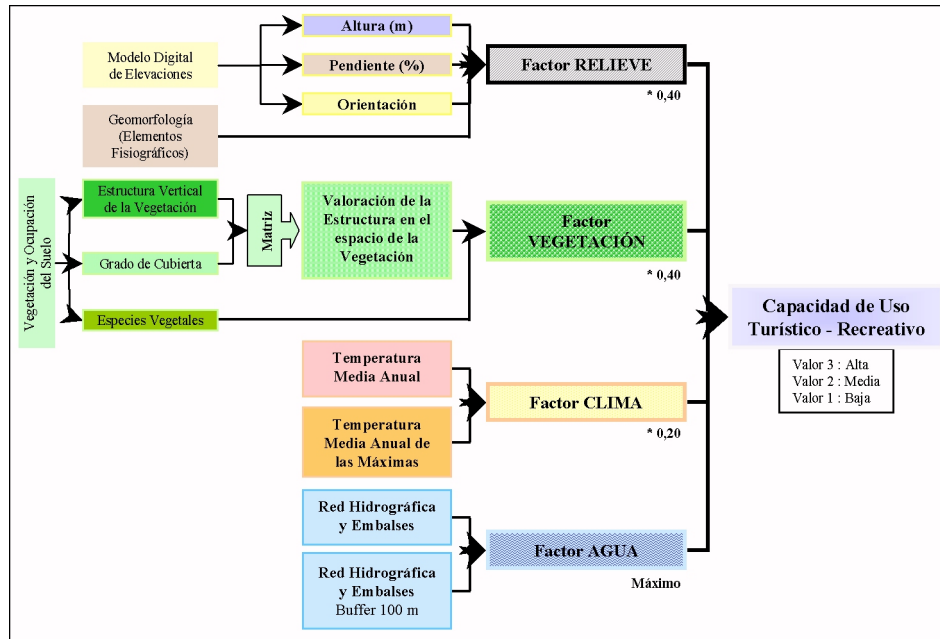 Altura (m)
Modelo Digital
de Elevaciones
Pendiente (%)
Orientación
Factor RELIEVE
* 0,40
Geomorfología
(Elementos
Fisiográficos)
Vegetación y Ocupación
del Suelo
Estructura Vertical
de la Vegetación
Grado de Cubierta
Especies Vegetales
Matriz
Valoración de la
Estructura en el
espacio de la
Vegetación
Factor
VEGETACIÓN
* 0,40
Temperatura
Media Anual
Temperatura
Media Anual de
las Máximas
Factor CLIMA
* 0,20
Red Hidrográfica
y Embalses
Red Hidrográfica
y Embalses
Buffer 100 m
Factor AGUA
Máximo
Capacidad de Uso
Turístico - Recreativo
Valor 3 : Alta
Valor 2 : Media
Valor 1 : Baja